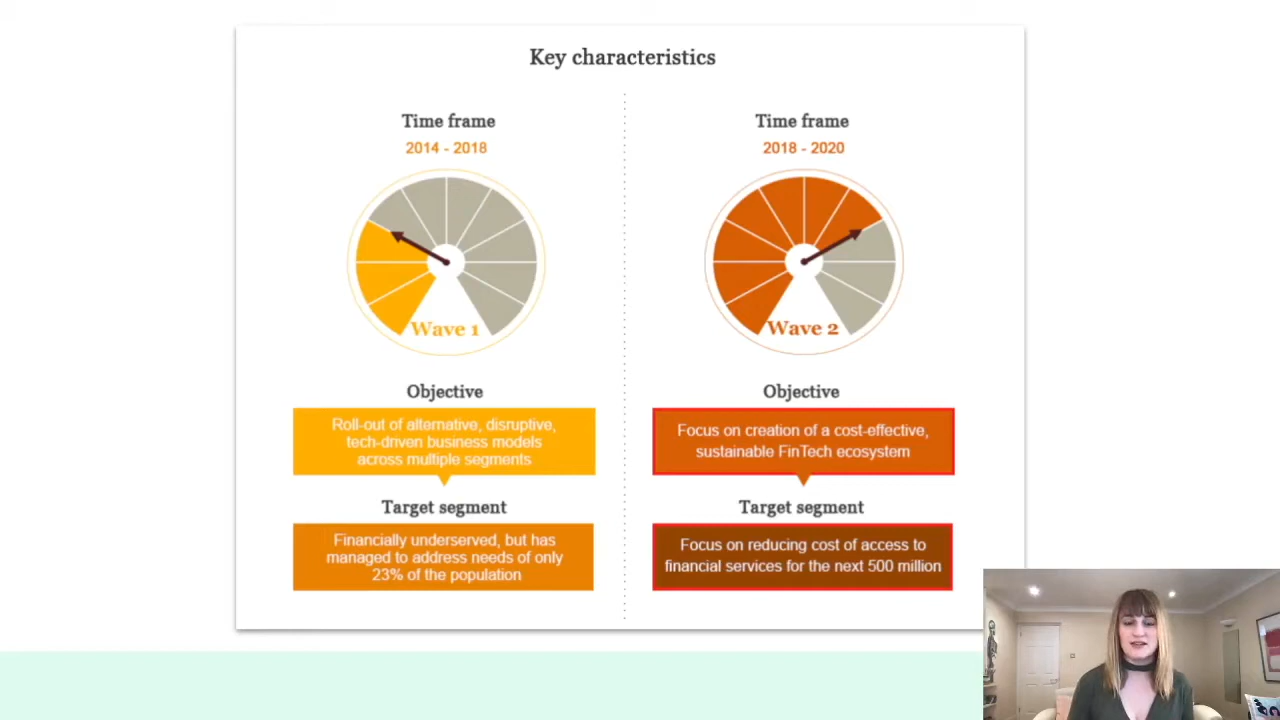 Key characteristics
Time frame
2014 - 2018
Wave 1
Objective
Roll-out of alternative, disruptive,
tech-driven business models
across multiple segments
Target segment
Financially underserved, but has
managed to address needs of only
23% of the population
Time frame
2018 - 2020
Wave 2
Objective
Focus on creation of a cost-effective,
sustainable FinTech ecosystem
Target segment
Focus on reducing cost of access to
financial services for the next 500 million